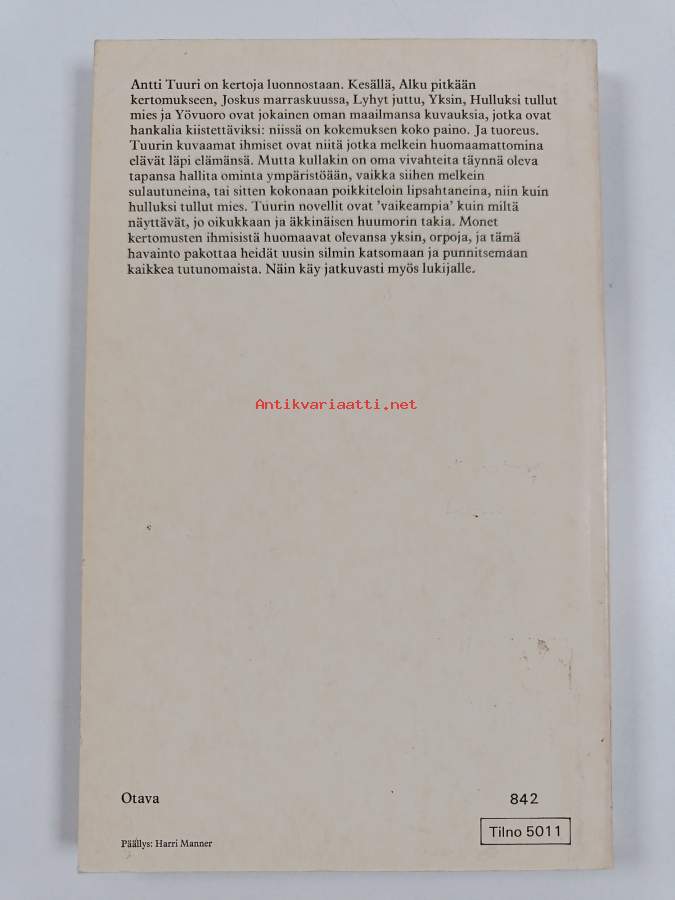 Antti Tuuri on kertoja luonnostaan. Kesällä, Alku pitkään
kertomukseen, Joskus marraskuussa, Lyhyt juttu, Yksin, Hulluksi tullut
mies ja Yövuoro ovat jokainen oman maailmansa kuvauksia, jotka ovat
hankalia kiistettäviksi: niissä on kokemuksen koko paino. Ja tuoreus.
Tuurin kuvaamat ihmiset ovat niitä jotka melkein huomaamattomina
elävät läpi elämänsä. Mutta kullakin on oma vivahteita täynnä oleva
tapansa hallita ominta ympäristöään, vaikka siihen melkein
sulautuneina, tai sitten kokonaan poikkiteloin lipsahtaneina, niin kuin
hulluksi tullut mies. Tuurin novellit ovat 'vaikeampia' kuin miltä
näyttävät, jo oikukkaan ja äkkinäisen huumorin takia. Monet
kertomusten ihmisistä huomaavat olevansa yksin, orpoja, ja tämä
havainto pakottaa heidät uusin silmin katsomaan ja punnitsemaan
kaikkea tutunomaista. Näin käy jatkuvasti myös lukijalle.
Antikvariaatti.net
Otava
842
Tilno 5011
Päällys: Harri Manner